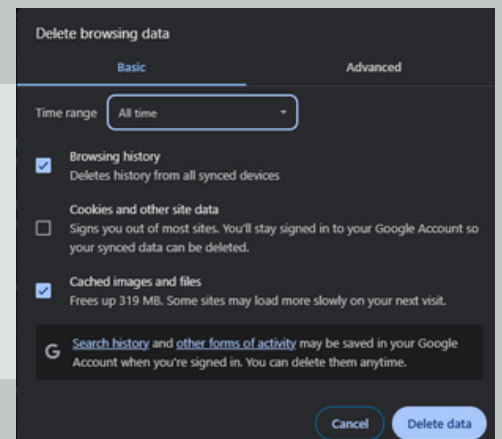 Delete browsing data
Basic
Advanced
Time range
All time
Browsing history
Deletes history from all synced devices
Cookies and other site data
Signs you out of most sites. You'll stay signed in to your Google Account so
your synced data can be deleted.
Cached images and files
Frees up 319 MB. Some sites may load more slowly on your next visit.
G
Search history and other forms of activity may be saved in your Google
Account when you're signed in. You can delete them anytime.
Cancel
Delete data